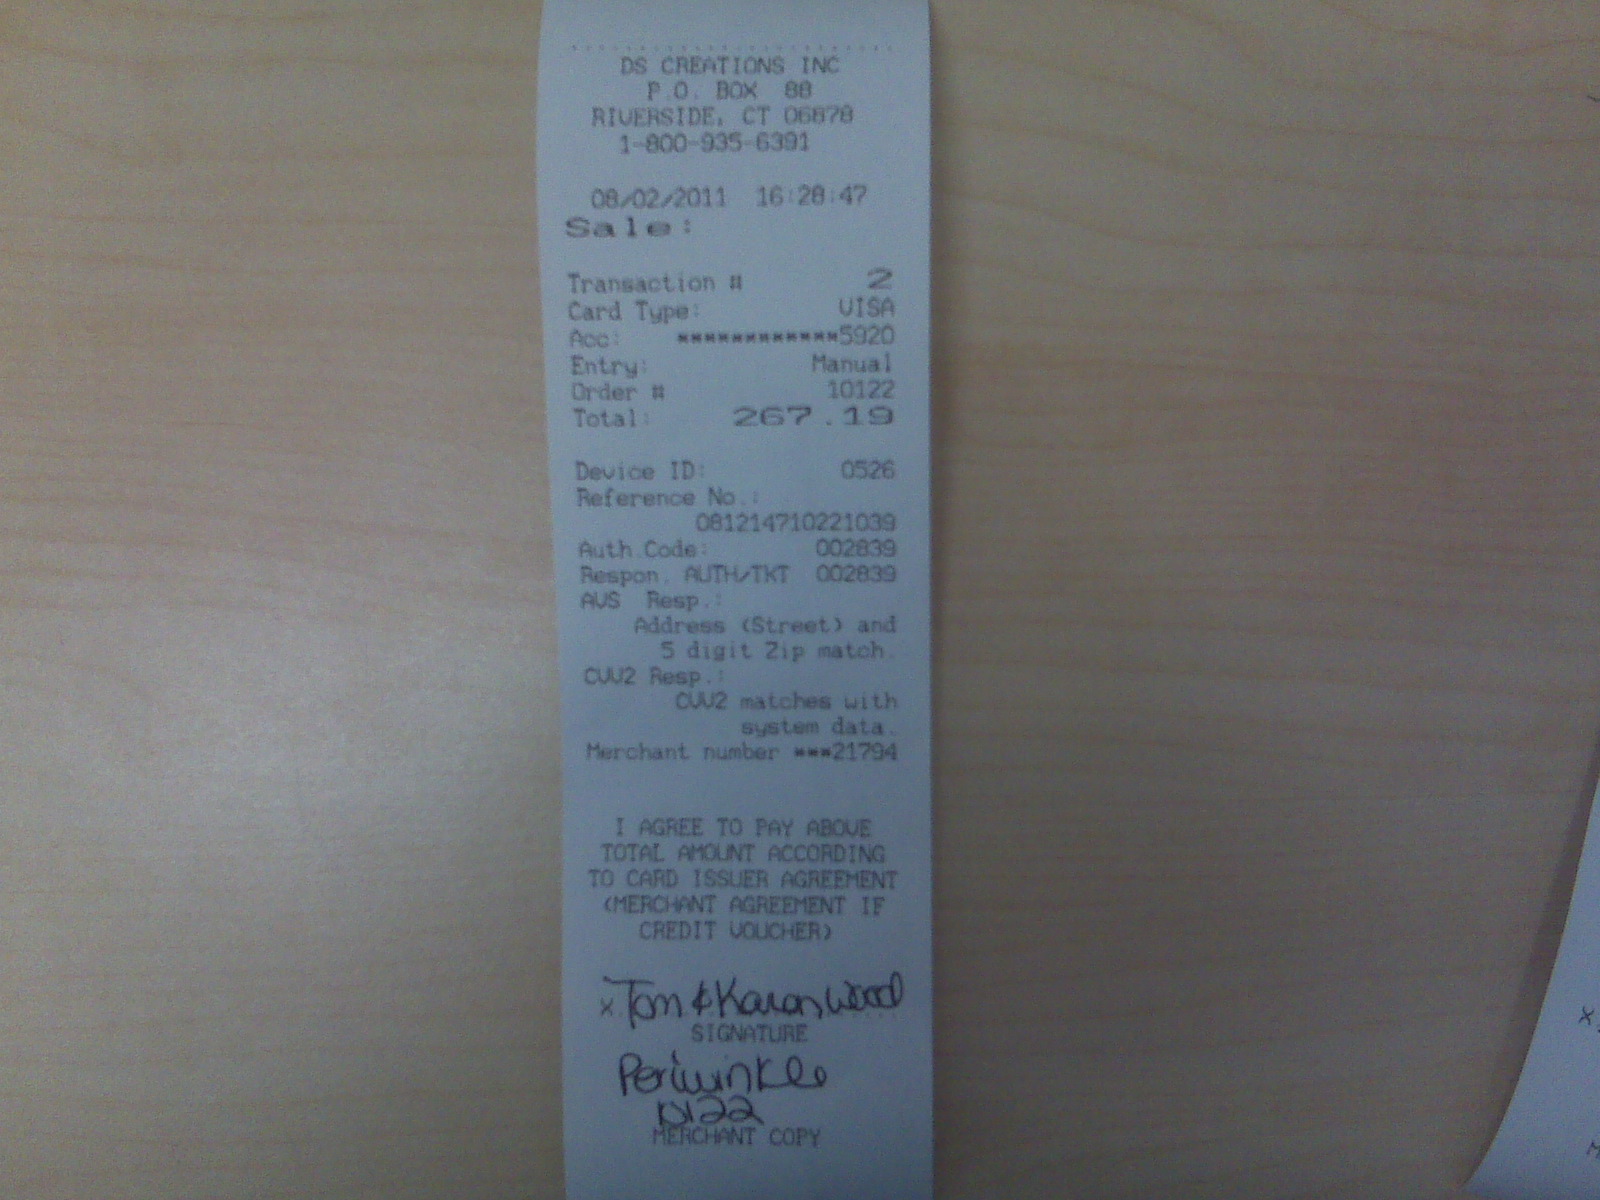 DS CREATIONS INC
P.O. BOX 88
RIVERSIDE, CT 06878
1-800-935-6391
08/02/2011 16:28:47
Sale:
Transaction # 2
Card Type: VISA
Acc: ************5920
Entry: Manual
Order # 10122
Total: 267.19
Device ID: 0526
Reference No.:
081214710221039
Auth.Code: 002839
Respon. AUTH/TKT 002839
AVS Resp.:
Address (Street) and
5 digit Zip match.
CVV2 Resp.:
CVV2 matches with
system data.
Merchant number ***21794
I AGREE TO PAY ABOVE
TOTAL AMOUNT ACCORDING
TO CARD ISSUER AGREEMENT
(MERCHANT AGREEMENT IF
CREDIT VOUCHER)
x Tom & Karen Wood
SIGNATURE
Periwinkle
10122
MERCHANT COPY
x